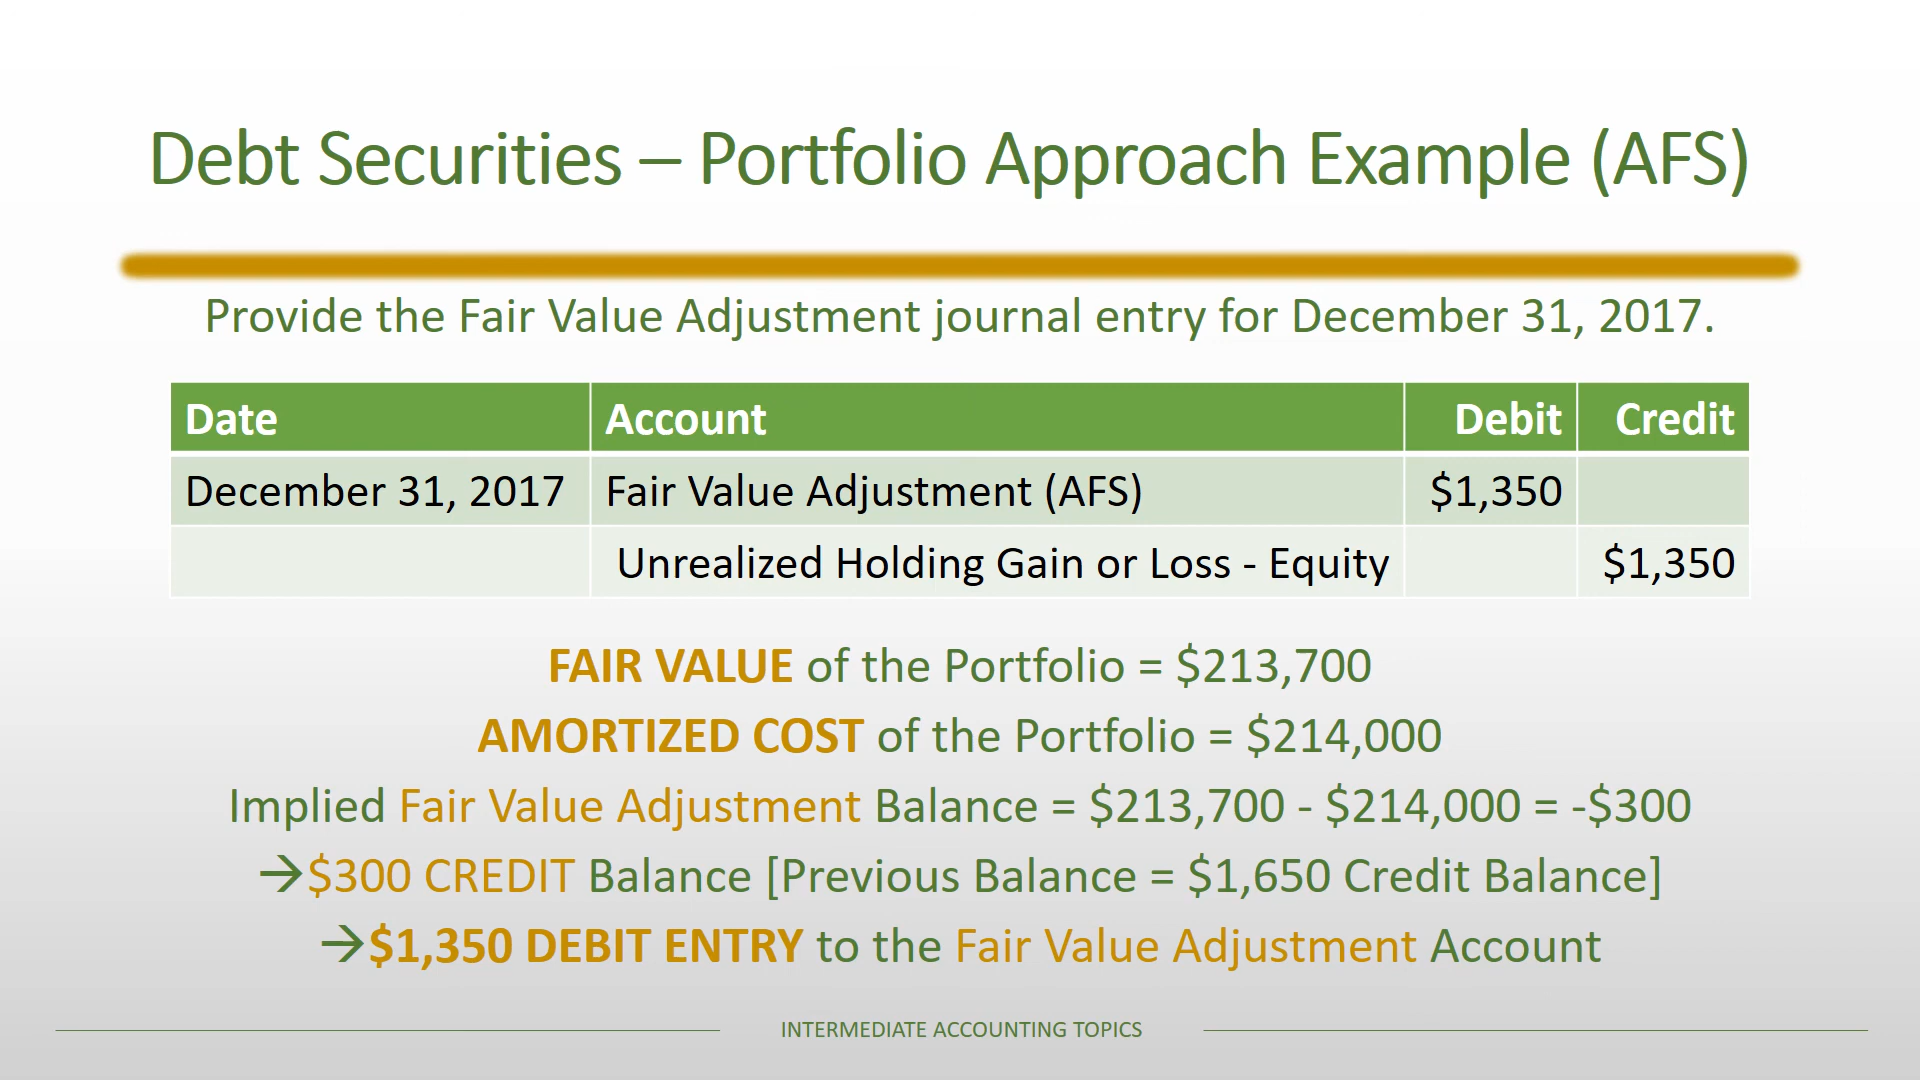 Debt Securities – Portfolio Approach Example (AFS)
Provide the Fair Value Adjustment journal entry for December 31, 2017.
Date Account Debit Credit
December 31, 2017 Fair Value Adjustment (AFS) $1,350
Unrealized Holding Gain or Loss - Equity $1,350
FAIR VALUE of the Portfolio = $213,700
AMORTIZED COST of the Portfolio = $214,000
Implied Fair Value Adjustment Balance = $213,700 - $214,000 = -$300
→$300 CREDIT Balance [Previous Balance = $1,650 Credit Balance]
→$1,350 DEBIT ENTRY to the Fair Value Adjustment Account
INTERMEDIATE ACCOUNTING TOPICS